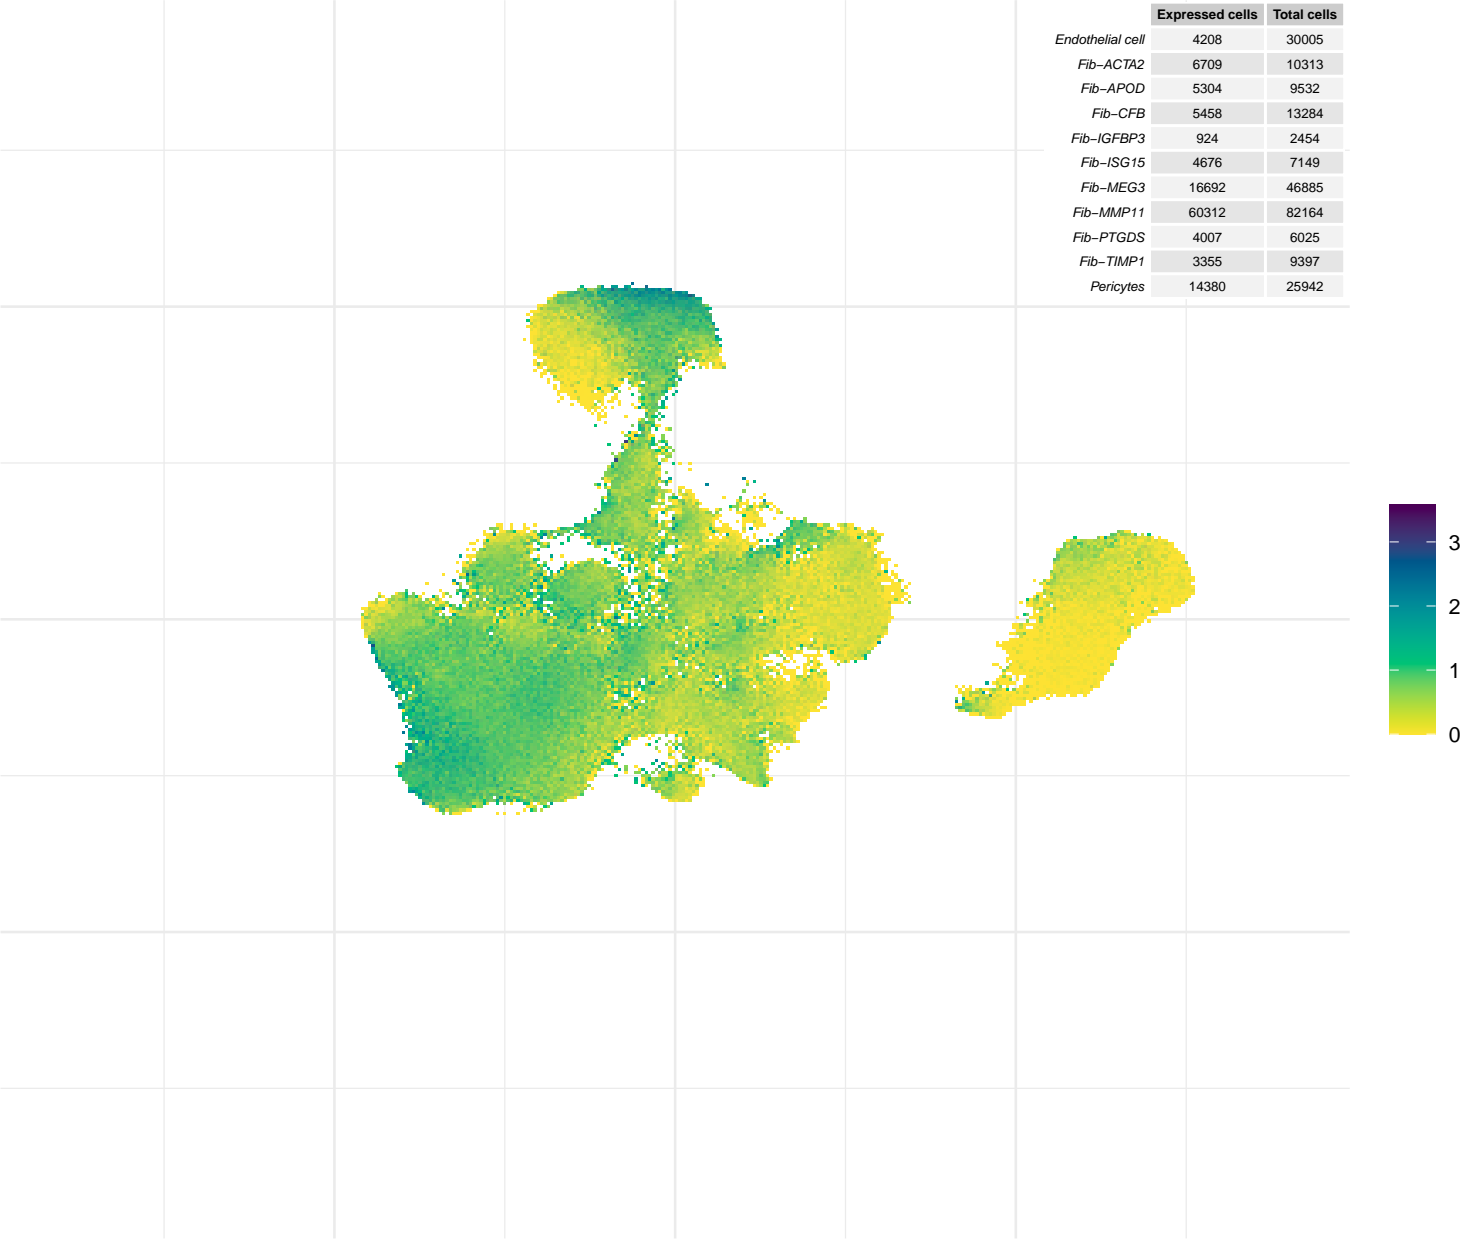 Expressed cells Total cells
Endothelial cell 4208 30005
Fib−ACTA2 6709 10313
Fib−APOD 5304 9532
Fib−CFB 5458 13284
Fib−IGFBP3 924 2454
Fib−ISG15 4676 7149
Fib−MEG3 16692 46885
Fib−MMP11 60312 82164
Fib−PTGDS 4007 6025
Fib−TIMP1 3355 9397
Pericytes 14380 25942
3
2
1
0